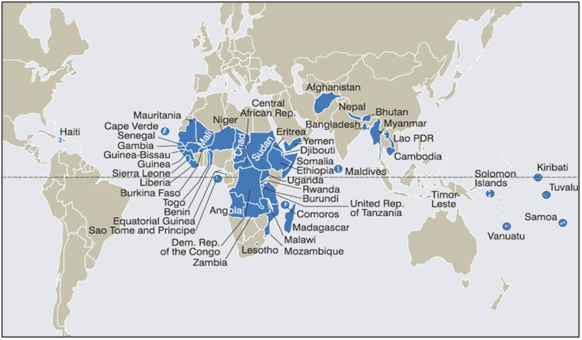 Afghanistan
Nepal
Bhutan
Bangladesh
Myanmar
Lao PDR
Cambodia
Maldives
Haiti
Mauritania
Cape Verde
Senegal
Gambia
Guinea-Bissau
Guinea
Sierra Leone
Liberia
Burkina Faso
Togo
Benin
Equatorial Guinea
Sao Tome and Principe
Mali
Niger
Chad
Central
African Rep.
Sudan
Eritrea
Yemen
Djibouti
Somalia
Ethiopia
Uganda
Rwanda
Burundi
United Rep.
of Tanzania
Comoros
Madagascar
Malawi
Mozambique
Angola
Dem. Rep.
of the Congo
Zambia
Lesotho
Timor-
Leste
Solomon
Islands
Kiribati
Tuvalu
Samoa
Vanuatu